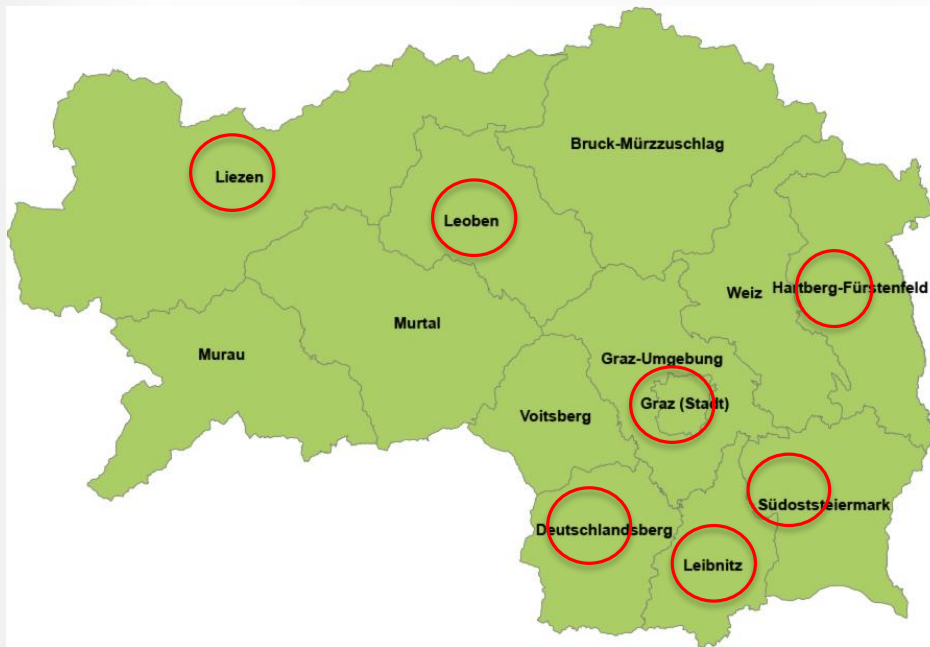 Bruck-Mürzzuschlag
Liezen
Leoben
Hartberg-Fürstenfeld
Weiz
Murtal
Murau
Graz-Umgebung
Graz (Stadt)
Voitsberg
Südoststeiermark
Deutschlandsberg
Leibnitz